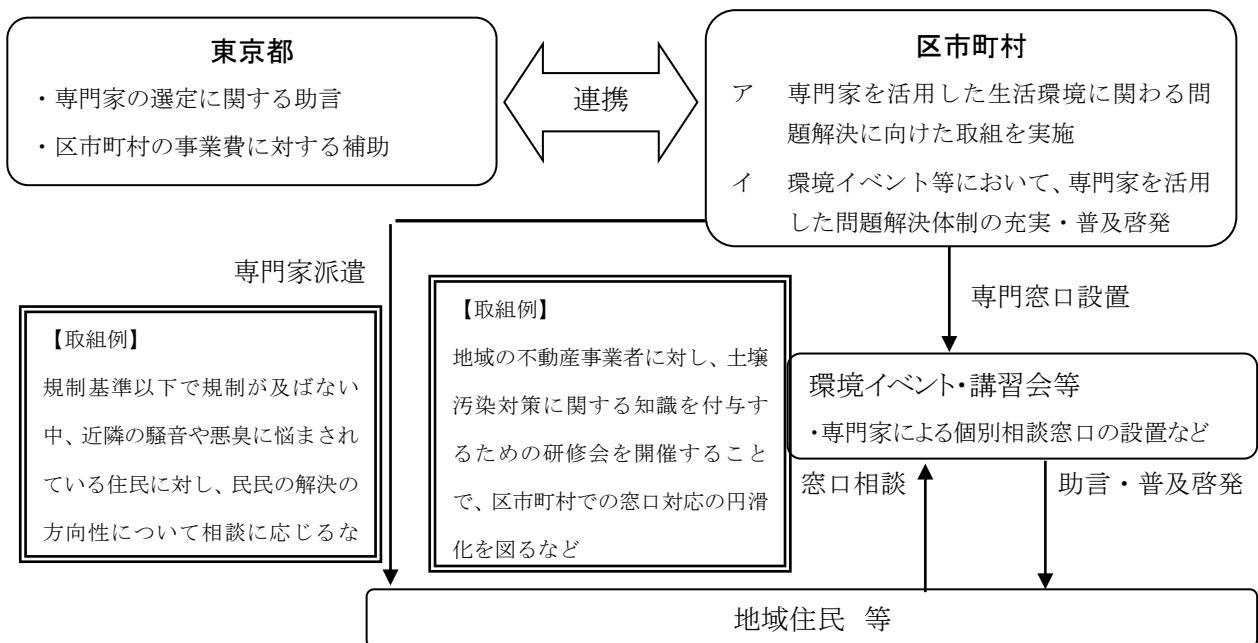 東京都
・専門家の選定に関する助言
・区市町村の事業費に対する補助
連携
区市町村
ア 専門家を活用した生活環境に関わる問
題解決に向けた取組を実施
イ 環境イベント等において、専門家を活用
した問題解決体制の充実・普及啓発
専門家派遣
【取組例】
規制基準以下で規制が及ばない
中、近隣の騒音や悪臭に悩まされ
ている住民に対し、民民の解決の
方向性について相談に応じるな
【取組例】
地域の不動産事業者に対し、土壌
汚染対策に関する知識を付与す
るための研修会を開催すること
で、区市町村での窓口対応の円滑
化を図るなど
専門窓口設置
環境イベント・講習会等
・専門家による個別相談窓口の設置など
窓口相談
助言・普及啓発
地域住民 等